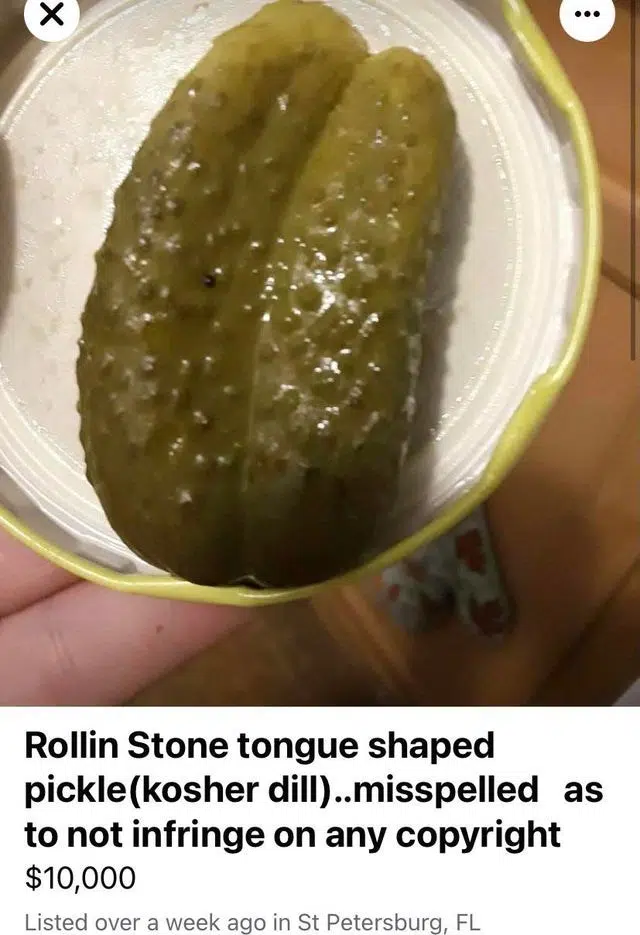 Rollin Stone tongue shaped
pickle(kosher dill)..misspelled as
to not infringe on any copyright
$10,000
Listed over a week ago in St Petersburg, FL